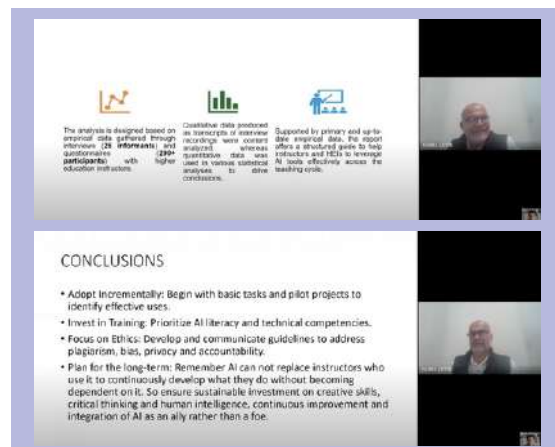 The analysis is designed based on
empirical data gathered through
interviews (26 informants) and
questionnaires (290+
participants) with higher
education instructors.
Qualitative data produced
as transcripts of interview
recordings were content
analyzed, whereas
quantitative data was
used in various statistical
analyses to drive
conclusions.
Supported by primary and up-to-
date empirical data, the report
offers a structured guide to help
instructors and HEIs to leverage
AI tools effectively across the
teaching cycle.
CONCLUSIONS
• Adopt Incrementally: Begin with basic tasks and pilot projects to
identify effective uses.
• Invest in Training: Prioritize AI literacy and technical competencies.
• Focus on Ethics: Develop and communicate guidelines to address
plagiarism, bias, privacy and accountability.
• Plan for the long-term: Remember AI can not replace instructors who
use it to continuously develop what they do without becoming
dependent on it. So ensure sustainable investment on creative skills,
critical thinking and human intelligence, continuous improvement and
integration of AI as an ally rather than a foe.